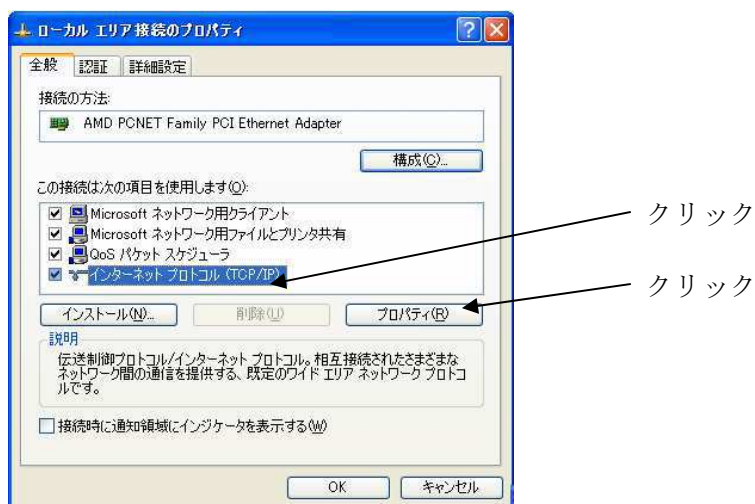 ローカル エリア接続のプロパティ
全般 認証 詳細設定
接続の方法:
AMD PCNET Family PCI Ethernet Adapter
構成(C)...
この接続は次の項目を使用します(O):
Microsoft ネットワーク用クライアント
Microsoft ネットワーク用ファイルとプリンタ共有
QoS パケット スケジューラ
インターネット プロトコル (TCP/IP)
インストール(N)... 削除(U) プロパティ(R)
説明
伝送制御プロトコル/インターネット プロトコル。相互接続されたさまざまな
ネットワーク間の通信を提供する、既定のワイド エリア ネットワーク プロトコ
ルです。
接続時に通知領域にインジケータを表示する(W)
OK キャンセル
クリック
クリック